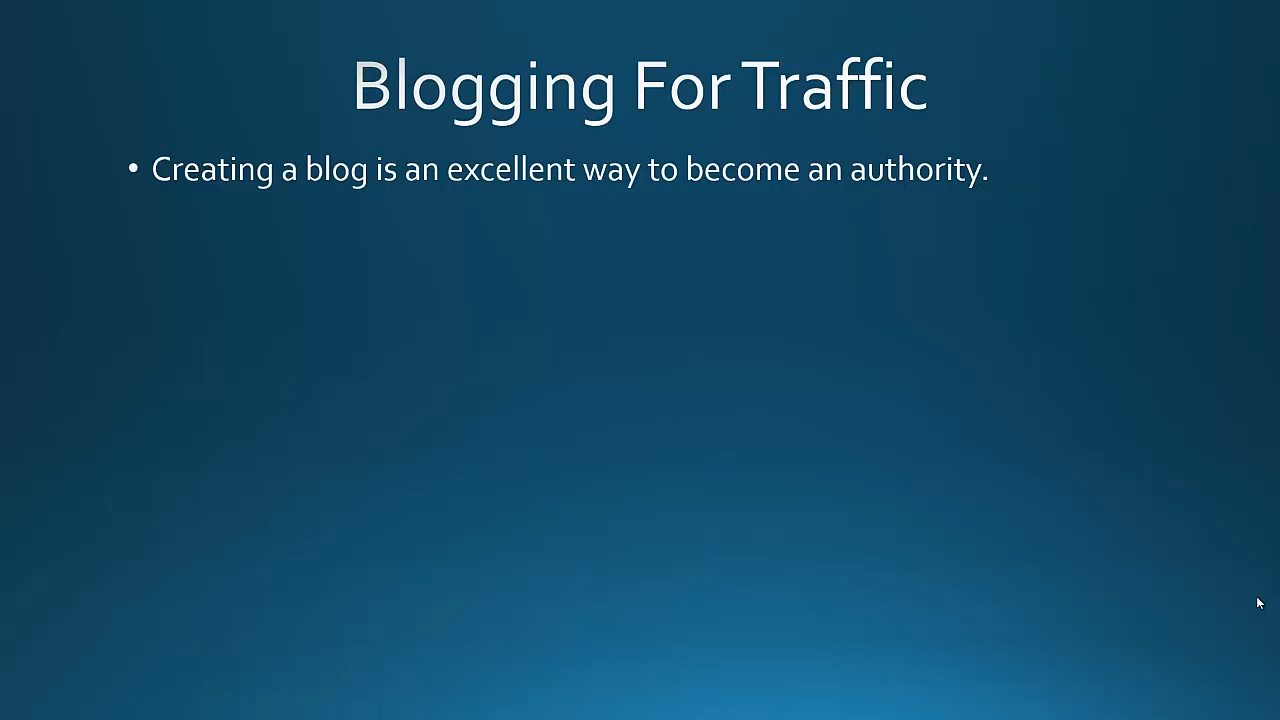 Blogging For Traffic
• Creating a blog is an excellent way to become an authority.